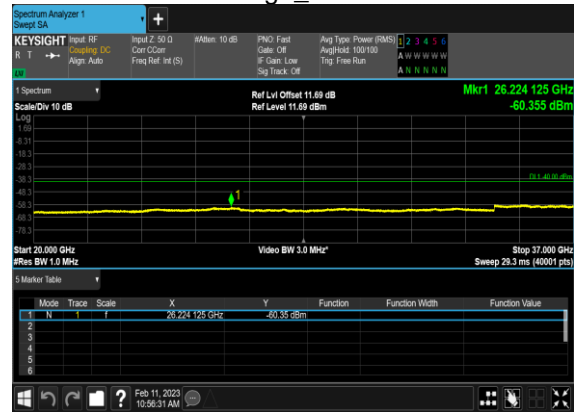 Spectrum Analyzer 1
Swept SA
KEYSIGHT Input: RF Input Z: 50 Ω #Atten: 10 dB PNO: Fast Avg Type: Power (RMS) 1 2 3 4 5 6
R T Coupling: DC Corr CCorr Gate: Off Avg|Hold: 100/100 A W W W W W
Align: Auto Freq Ref: Int (S) IF Gain: Low Trig: Free Run
Sig Track: Off A N N N N N
1 Spectrum Ref Lvl Offset 11.69 dB Mkr1 26.224 125 GHz
Scale/Div 10 dB Ref Level 11.69 dBm -60.355 dBm
Log
1.69
-8.31
-18.3
-28.3
-38.3 DL1 -40.00 dBm
-48.3
-58.3
-68.3
-78.3
1
Start 20.000 GHz Video BW 3.0 MHz* Stop 37.000 GHz
#Res BW 1.0 MHz Sweep 29.3 ms (40001 pts)
5 Marker Table
Mode Trace Scale X Y Function Function Width Function Value
1 N 1 f 26.224 125 GHz -60.35 dBm
2
3
4
5
6
? Feb 11, 2023
10:56:31 AM